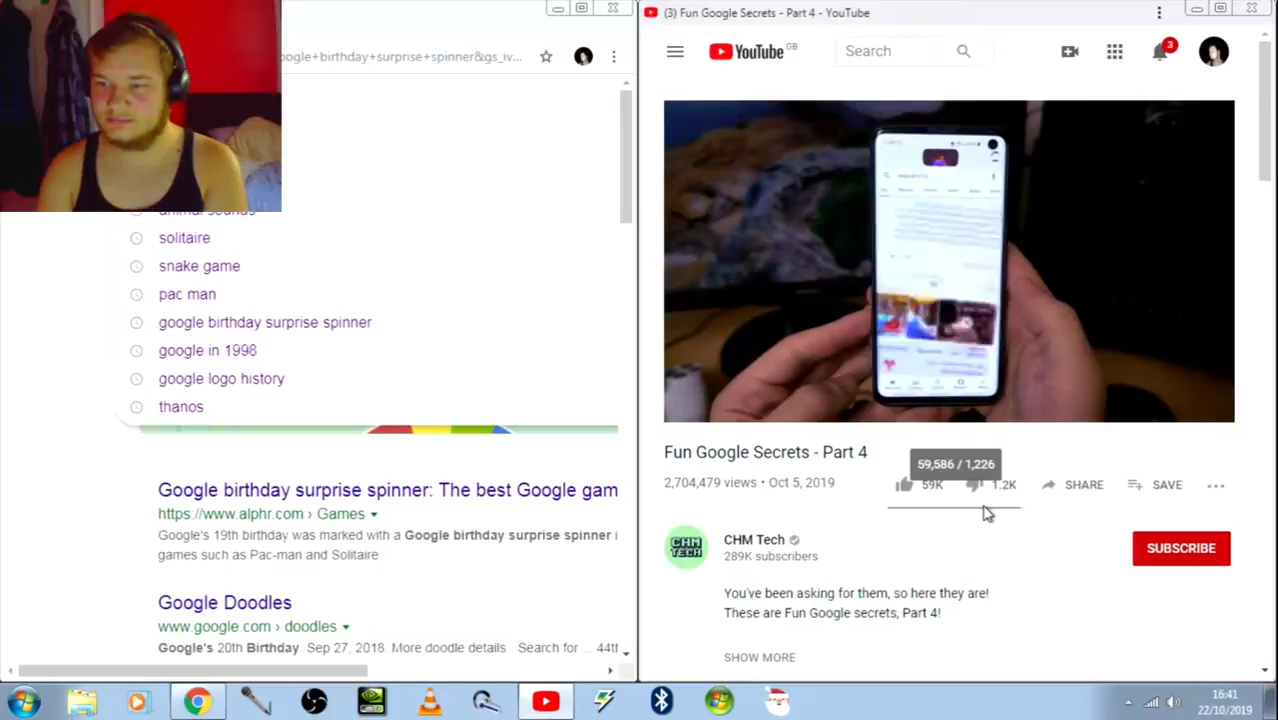 oogle+birthday+surprise+spinner&gs_iv...
animal sounds
solitaire
snake game
pac man
google birthday surprise spinner
google in 1998
google logo history
thanos
Google birthday surprise spinner: The best Google gam
https://www.alphr.com › Games
Google's 19th birthday was marked with a Google birthday surprise spinner i
games such as Pac-man and Solitaire
Google Doodles
www.google.com › doodles
Google's 20th Birthday. Sep 27, 2018. More doodle details Search for ... 44th
(3) Fun Google Secrets - Part 4 - YouTube
YouTube GB
Search
3
Fun Google Secrets - Part 4
59,586 / 1,226
2,704,479 views • Oct 5, 2019
59K
1.2K
SHARE
SAVE
CHM TECH
CHM Tech
289K subscribers
SUBSCRIBE
You've been asking for them, so here they are!
These are Fun Google secrets, Part 4!
SHOW MORE
16:41
22/10/2019